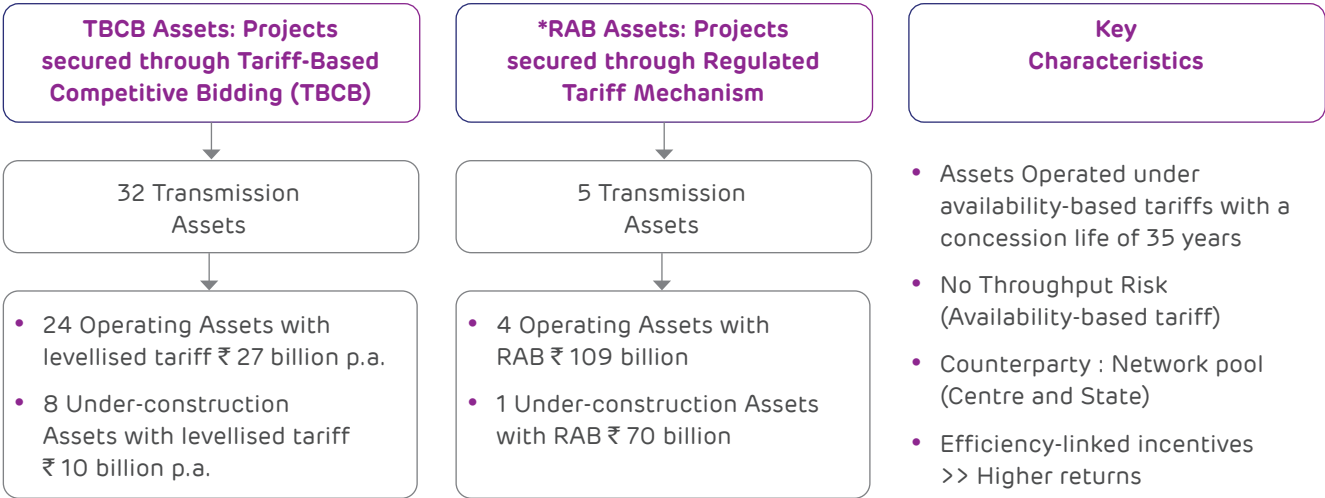 TBCB Assets: Projects
secured through Tariff-Based
Competitive Bidding (TBCB)
32 Transmission
Assets
• 24 Operating Assets with
levellised tariff ₹ 27 billion p.a.
• 8 Under-construction
Assets with levellised tariff
₹ 10 billion p.a.
*RAB Assets: Projects
secured through Regulated
Tariff Mechanism
5 Transmission
Assets
• 4 Operating Assets with
RAB ₹ 109 billion
• 1 Under-construction Assets
with RAB ₹ 70 billion
Key
Characteristics
• Assets Operated under
availability-based tariffs with a
concession life of 35 years
• No Throughput Risk
(Availability-based tariff)
• Counterparty : Network pool
(Centre and State)
• Efficiency-linked incentives
>> Higher returns